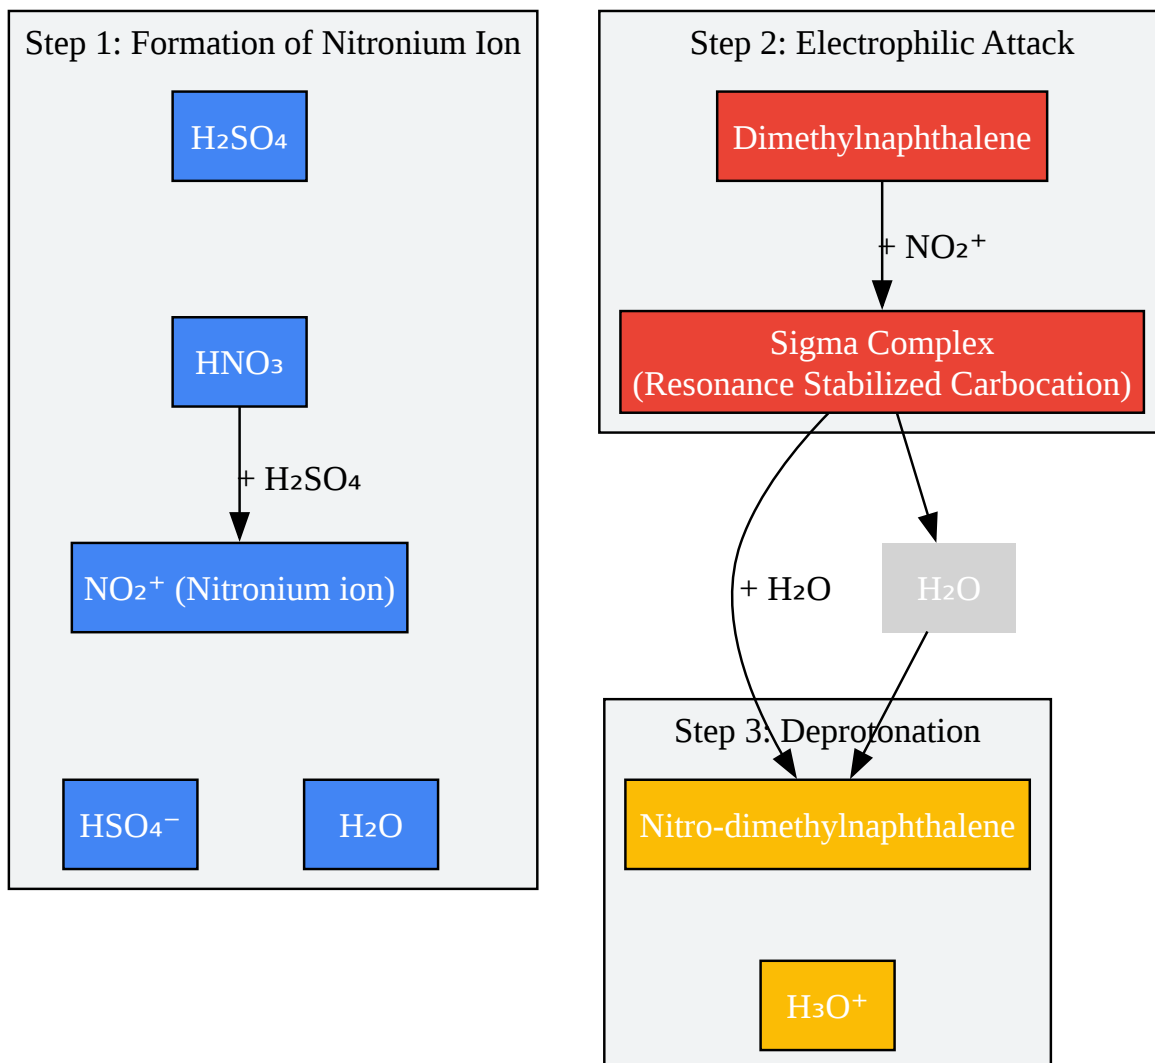 Step 1: Formation of Nitronium Ion
H₂SO₄
HNO₃
+ H₂SO₄
NO₂⁺ (Nitronium ion)
HSO₄⁻
H₂O
Step 2: Electrophilic Attack
Dimethylnaphthalene
+ NO₂⁺
Sigma Complex
(Resonance Stabilized Carbocation)
+ H₂O
H₂O
Step 3: Deprotonation
Nitro-dimethylnaphthalene
H₃O⁺